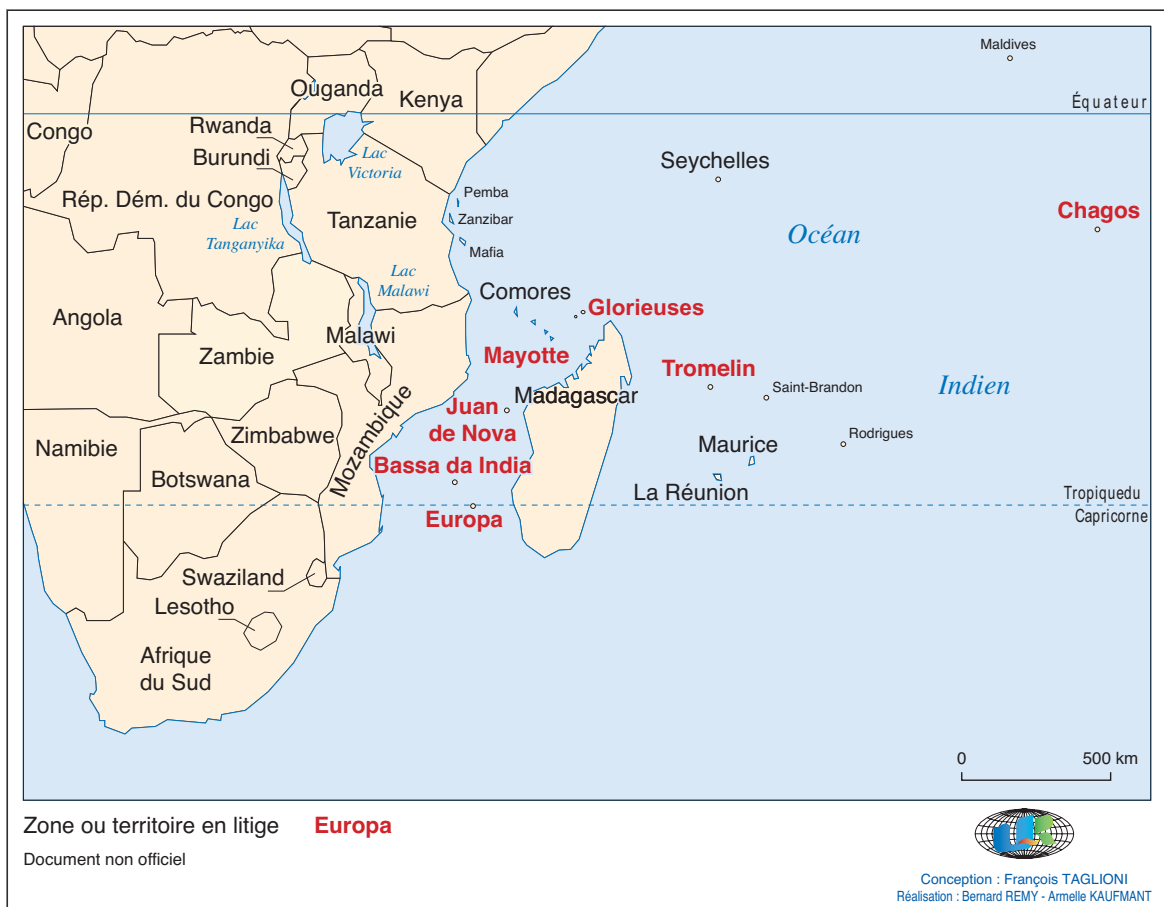 Maldives
Équateur
Ouganda
Kenya
Congo
Rwanda
Burundi
Lac
Victoria
Seychelles
Rép. Dém. du Congo
Pemba
Zanzibar
Mafia
Tanzanie
Lac
Tanganyika
Chagos
Océan
Lac
Malawi
Comores
Glorieuses
Angola
Malawi
Zambie
Mayotte
Tromelin
Indien
Saint-Brandon
Madagascar
Juan
de Nova
Mozambique
Zimbabwe
Namibie
Maurice
Rodrigues
Botswana
Bassa da India
La Réunion
Tropiquedu
Capricorne
Europa
Swaziland
Lesotho
Afrique
du Sud
0 500 km
Zone ou territoire en litige Europa
Document non officiel
Conception : François TAGLIONI
Réalisation : Bernard REMY - Armelle KAUFMANT